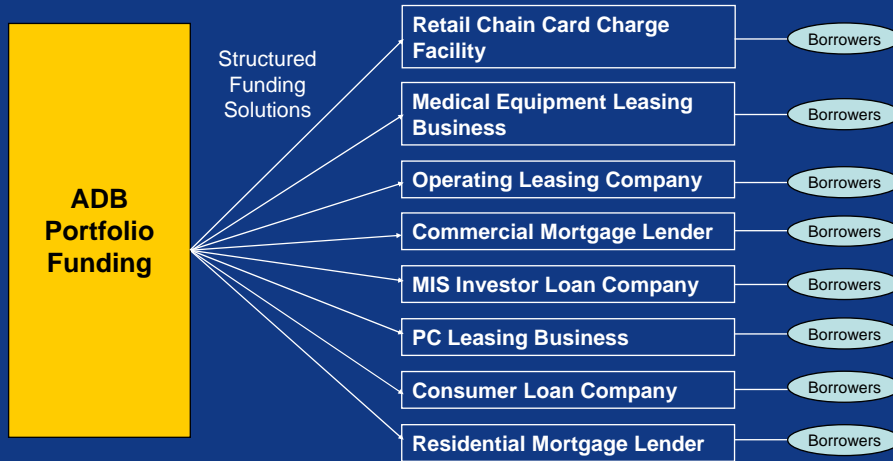 ADB
Portfolio
Funding
Structured
Funding
Solutions
Retail Chain Card Charge
Facility
Borrowers
Medical Equipment Leasing
Business
Borrowers
Operating Leasing Company
Borrowers
Commercial Mortgage Lender
Borrowers
MIS Investor Loan Company
Borrowers
PC Leasing Business
Borrowers
Consumer Loan Company
Borrowers
Residential Mortgage Lender
Borrowers